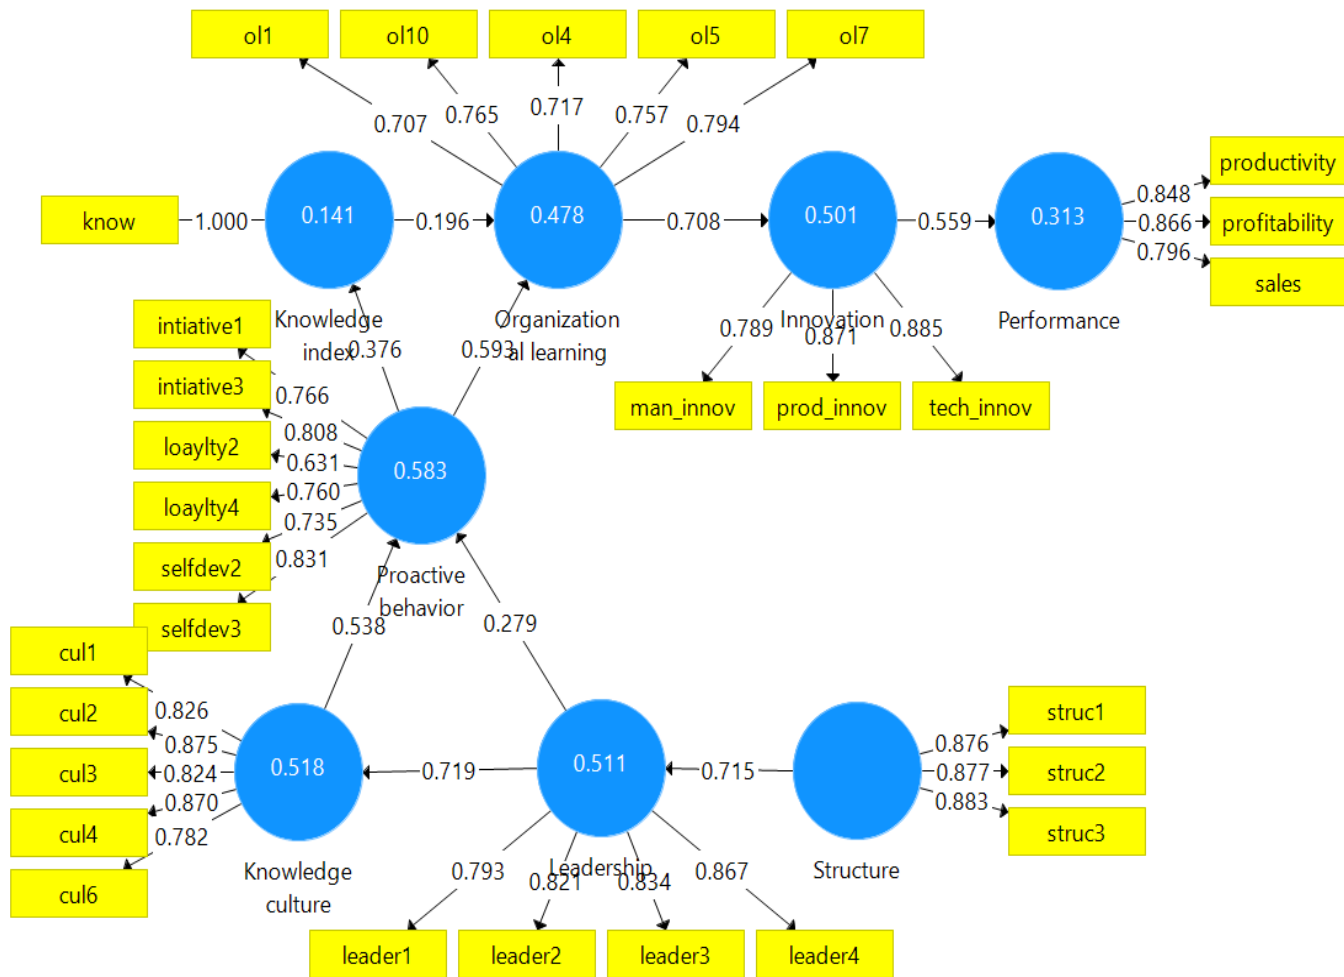 ol1 ol10 ol4 ol5 ol7
0.707 0.765 0.717 0.757 0.794
know 1.000 0.141 0.196 0.478 0.708 0.501 0.559 0.313
0.848 productivity
0.866 profitability
0.796 sales
Knowledge
index
Organization
al learning
Innovation
Performance
0.376 0.593
0.789 0.871 0.885
man_innov prod_innov tech_innov
intiative1
intiative3
loaylty2
loaylty4
selfdev2
selfdev3
0.766
0.808
0.631
0.760
0.735
0.831
0.583
Proactive
behavior
0.538 0.279
cul1
cul2
cul3
cul4
cul6
0.826
0.875
0.824
0.870
0.782
0.518 0.719 0.511 0.715
Knowledge
culture
Leadership
Structure
0.876 struc1
0.877 struc2
0.883 struc3
0.793 0.821 0.834 0.867
leader1 leader2 leader3 leader4